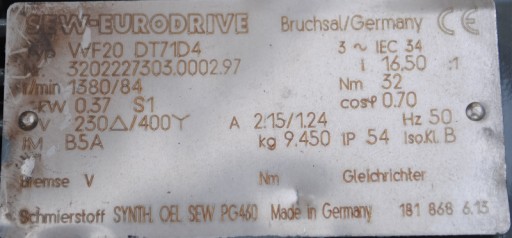 SEW-EURODRIVE Bruchsal/Germany CE
Typ WF20 DT71D4 3 ~ IEC 34
Nr. 3202227303.0002.97 i 16,50 :1
r/min 1380/84 Nm 32
kW 0.37 S1 cosφ 0.70
V 230△/400Y A 2.15/1.24 Hz 50
IM B5A kg 9.450 IP 54 Iso.Kl. B
Bremse V Nm Gleichrichter
Schmierstoff SYNTH. OEL SEW PG460 Made in Germany 181 868 6.13